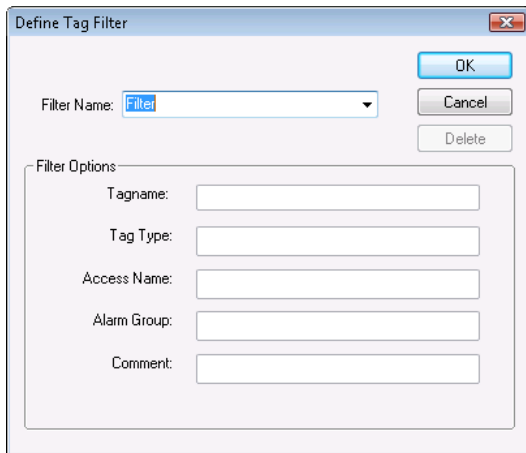 Define Tag Filter
OK
Filter Name: Filter
Cancel
Delete
Filter Options
Tagname:
Tag Type:
Access Name:
Alarm Group:
Comment: